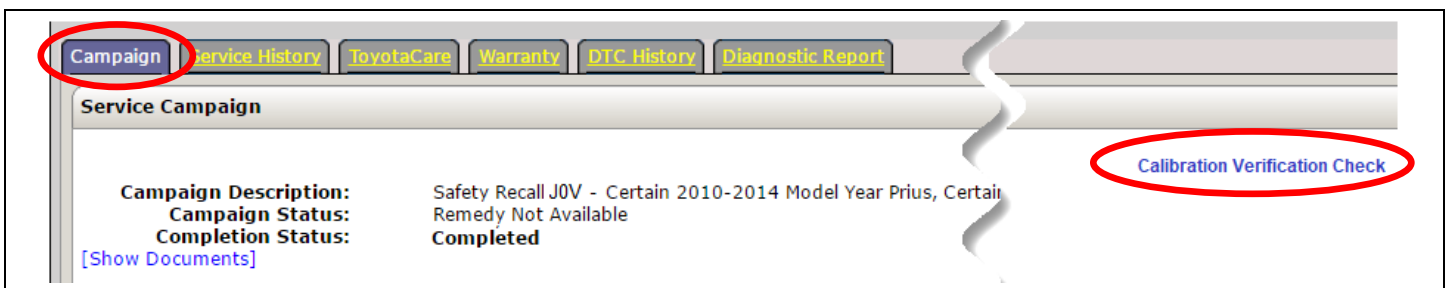 Campaign Service History ToyotaCare Warranty DTC History Diagnostic Report
Service Campaign
Calibration Verification Check
Campaign Description: Safety Recall J0V - Certain 2010-2014 Model Year Prius, Certain
Campaign Status: Remedy Not Available
Completion Status: Completed
[Show Documents]